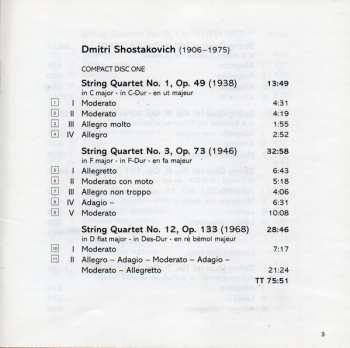 Dmitri Shostakovich (1906–1975)
COMPACT DISC ONE
String Quartet No. 1, Op. 49 (1938) 13:49
in C major - in C-Dur - en ut majeur
1 I Moderato 4:31
2 II Moderato 4:19
3 III Allegro molto 1:55
4 IV Allegro 2:52
String Quartet No. 3, Op. 73 (1946) 32:58
in F major - in F-Dur - en fa majeur
5 I Allegretto 6:43
6 II Moderato con moto 5:18
7 III Allegro non troppo 4:06
8 IV Adagio – 6:31
9 V Moderato 10:08
String Quartet No. 12, Op. 133 (1968) 28:46
in D flat major - in Des-Dur - en ré bémol majeur
10 I Moderato 7:17
11 II Allegro – Adagio – Moderato – Adagio –
Moderato – Allegretto 21:24
TT 75:51
3